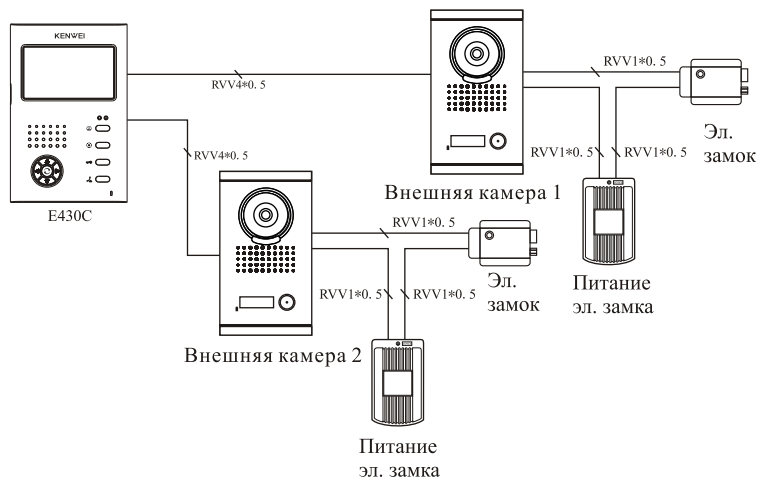 KENWEI
RVV4*0. 5
RVV1*0. 5
Эл.
замок
RVV1*0. 5
RVV1*0. 5
Внешняя камера 1
E430C
RVV4*0. 5
RVV1*0. 5
Эл.
замок
Питание
эл. замка
RVV1*0. 5
RVV1*0. 5
Внешняя камера 2
Питание
эл. замка